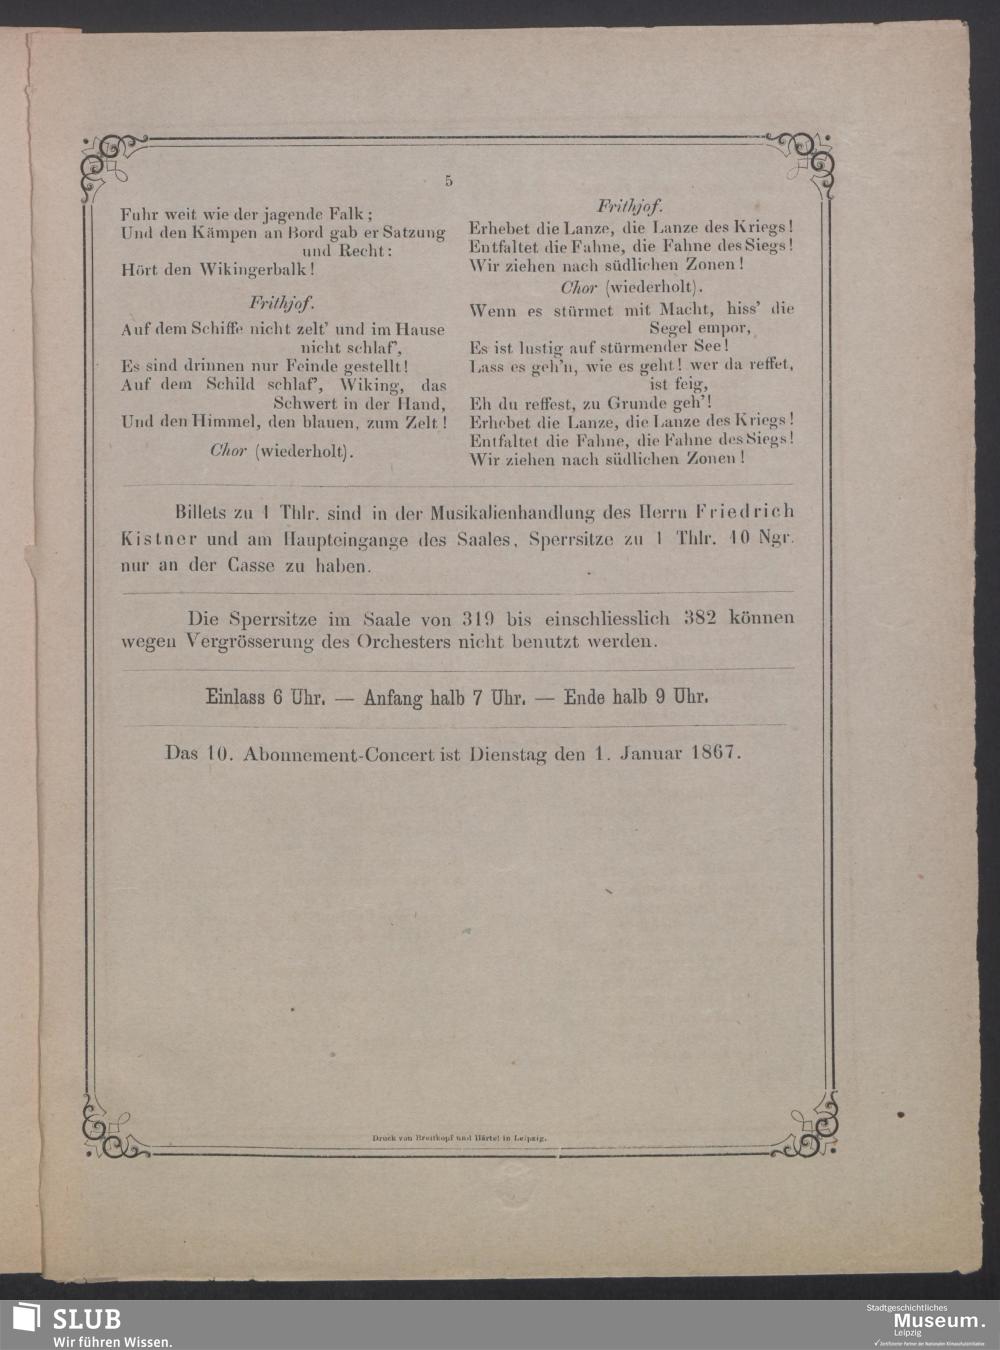 5
Fuhr weit wie der jagende Falk ;
Und den Kämpen an Bord gab er Satzung
und Recht:
Hört den Wikingerbalk !
Frithjof.
Auf dem Schiffe nicht zelt' und im Hause
nicht schlaf',
Es sind drinnen nur Feinde gestellt!
Auf dem Schild schlaf', Wiking, das
Schwert in der Hand,
Und den Himmel, den blauen, zum Zelt !
Chor (wiederholt).
Frithjof.
Erhebet die Lanze, die Lanze des Kriegs !
Entfaltet die Fahne, die Fahne des Siegs !
Wir ziehen nach südlichen Zonen !
Chor (wiederholt).
Wenn es stürmet mit Macht, hiss' die
Segel empor,
Es ist lustig auf stürmender See !
Lass es geh'n, wie es geht! wer da reffet,
ist feig,
Eh du reffest, zu Grunde geh'!
Erhebet die Lanze, die Lanze des Kriegs !
Entfaltet die Fahne, die Fahne des Siegs !
Wir ziehen nach südlichen Zonen !
Billets zu 1 Thlr. sind in der Musikalienhandlung des Herrn Friedrich
Kistner und am Haupteingange des Saales, Sperrsitze zu 1 Thlr. 10 Ngr.
nur an der Casse zu haben.
Die Sperrsitze im Saale von 319 bis einschliesslich 382 können
wegen Vergrösserung des Orchesters nicht benutzt werden.
Einlass 6 Uhr. — Anfang halb 7 Uhr. — Ende halb 9 Uhr.
Das 10. Abonnement-Concert ist Dienstag den 1. Januar 1867.
Druck von Breitkopf und Härtel in Leipzig.
SLUB
Wir führen Wissen.
Stadtgeschichtliches
Museum.
Leipzig
Zertifizierter Partner der Nationalen Klimaschutzinitiative